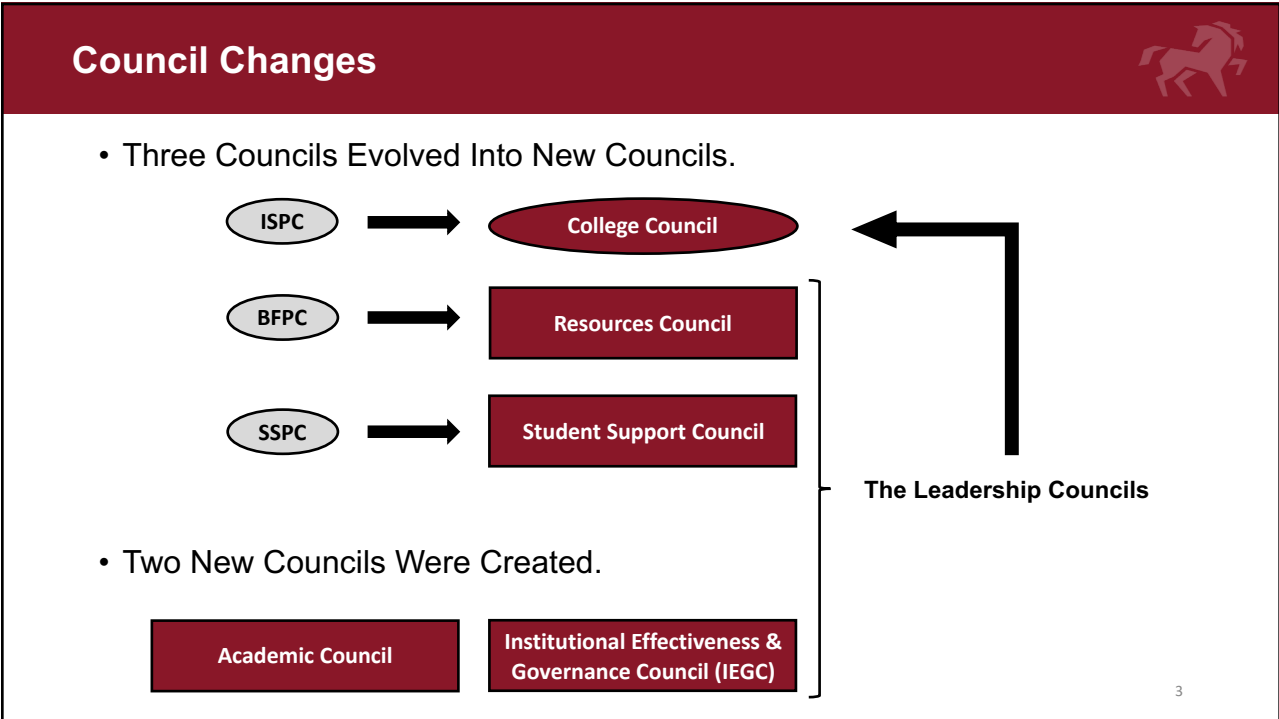 Council Changes
• Three Councils Evolved Into New Councils.
ISPC
College Council
BFPC
Resources Council
SSPC
Student Support Council
The Leadership Councils
• Two New Councils Were Created.
Academic Council
Institutional Effectiveness &
Governance Council (IEGC)
3